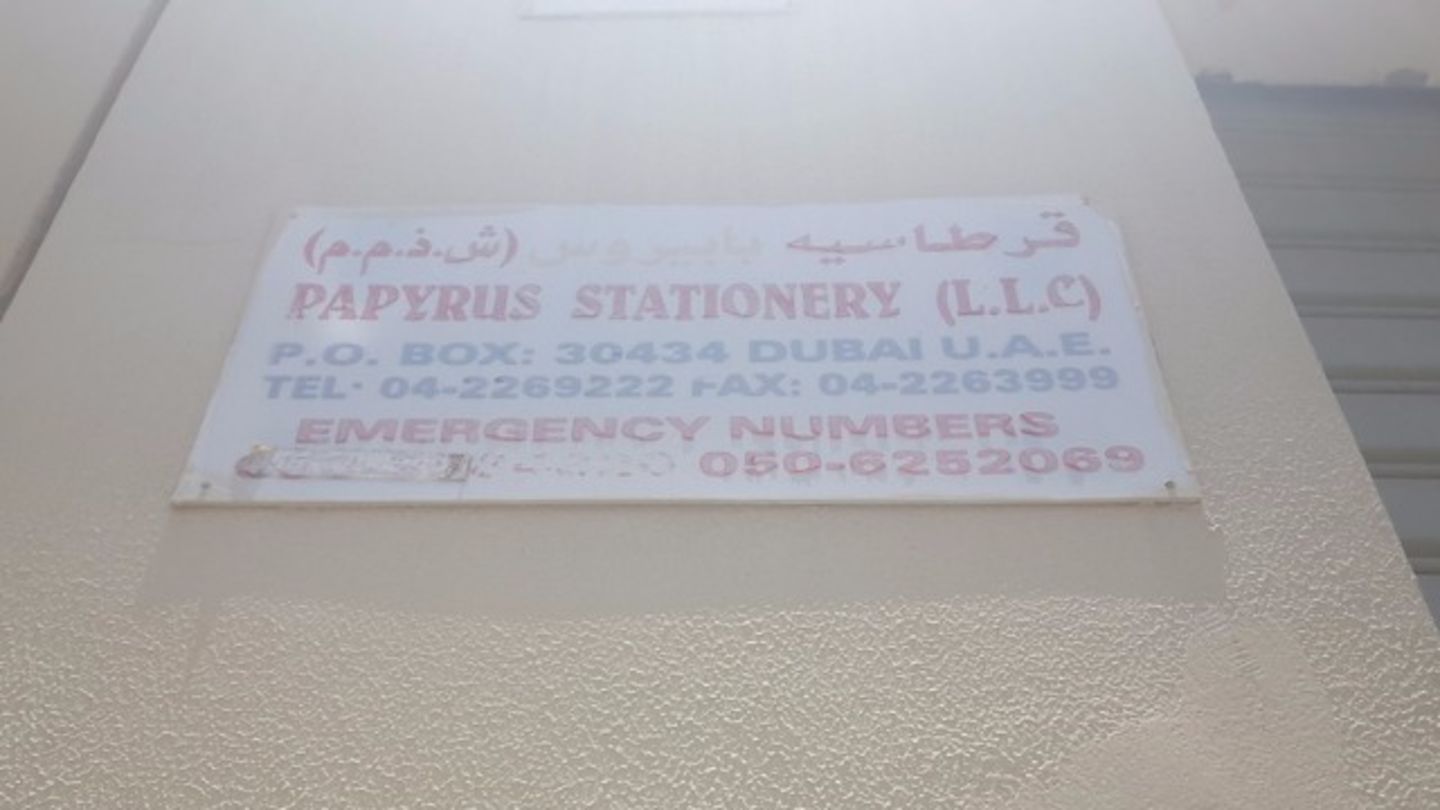 قرطاسيه بابيروس (ش.ذ.م.م)
PAPYRUS STATIONERY (L.L.C)
P.O. BOX: 30434 DUBAI U.A.E.
TEL: 04-2269222 FAX: 04-2263999
EMERGENCY NUMBERS
050-6252069